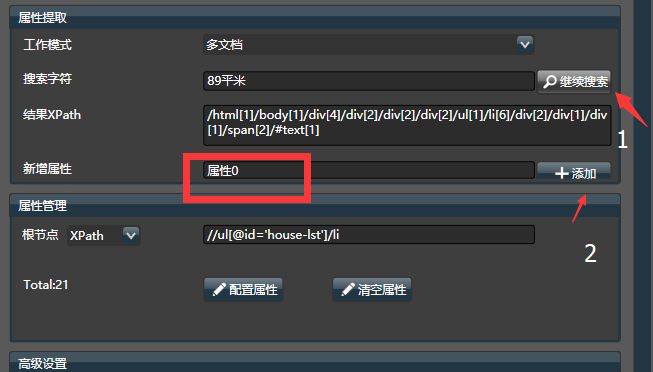 属性提取
工作模式 多文档
搜索字符 89平米 继续搜索
结果XPath /html[1]/body[1]/div[4]/div[2]/div[2]/div[2]/ul[1]/li[6]/div[2]/div[1]/div
[1]/span[2]/#text[1]
1
新增属性 属性0 添加
属性管理
根节点 XPath //ul[@id='house-lst']/li
2
Total:21 配置属性 清空属性
高级设置